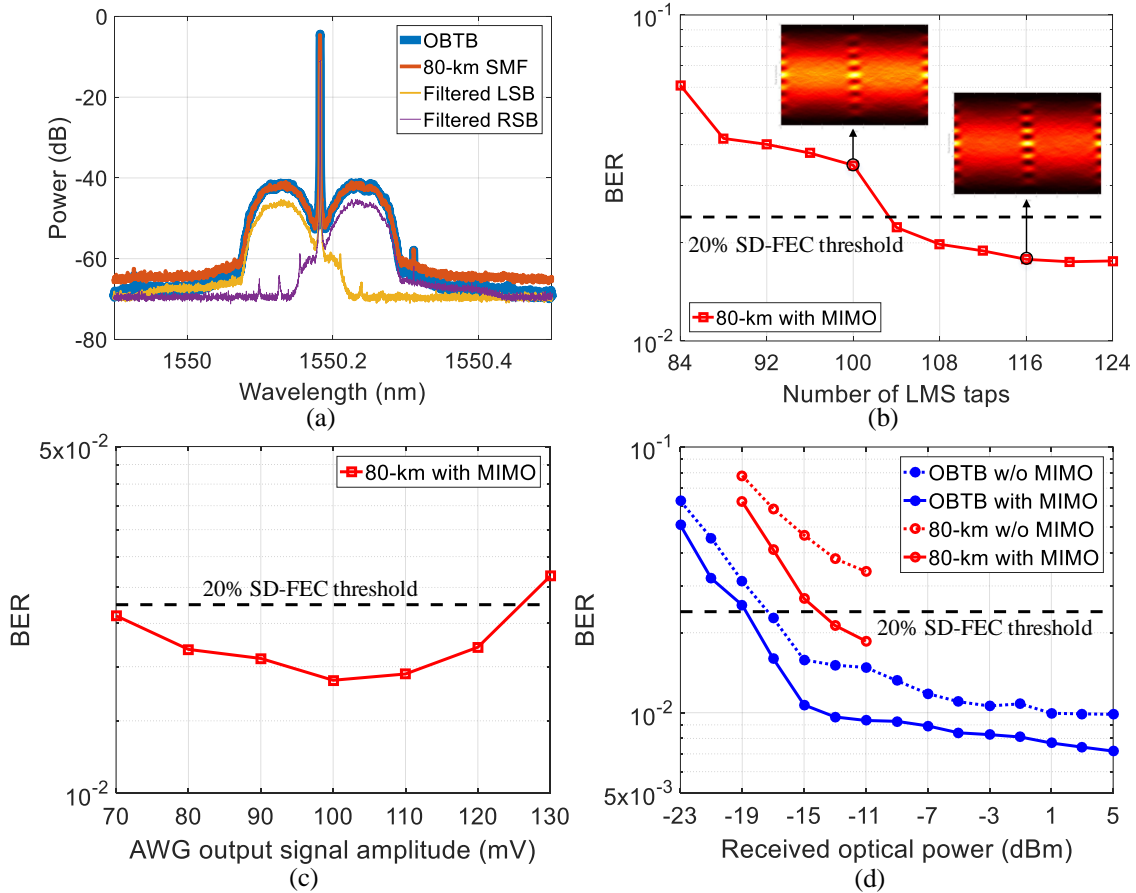 0
-20
-40
-60
-80
Power (dB)
1550
1550.2
1550.4
Wavelength (nm)
OBTB
80-km SMF
Filtered LSB
Filtered RSB
(a)
10-1
10-2
BER
84
92
100
108
116
124
Number of LMS taps
20% SD-FEC threshold
80-km with MIMO
(b)
5x10-2
10-2
BER
70
80
90
100
110
120
130
AWG output signal amplitude (mV)
80-km with MIMO
20% SD-FEC threshold
(c)
10-1
10-2
5x10-3
BER
-23
-19
-15
-11
-7
-3
1
5
Received optical power (dBm)
OBTB w/o MIMO
OBTB with MIMO
80-km w/o MIMO
80-km with MIMO
20% SD-FEC threshold
(d)